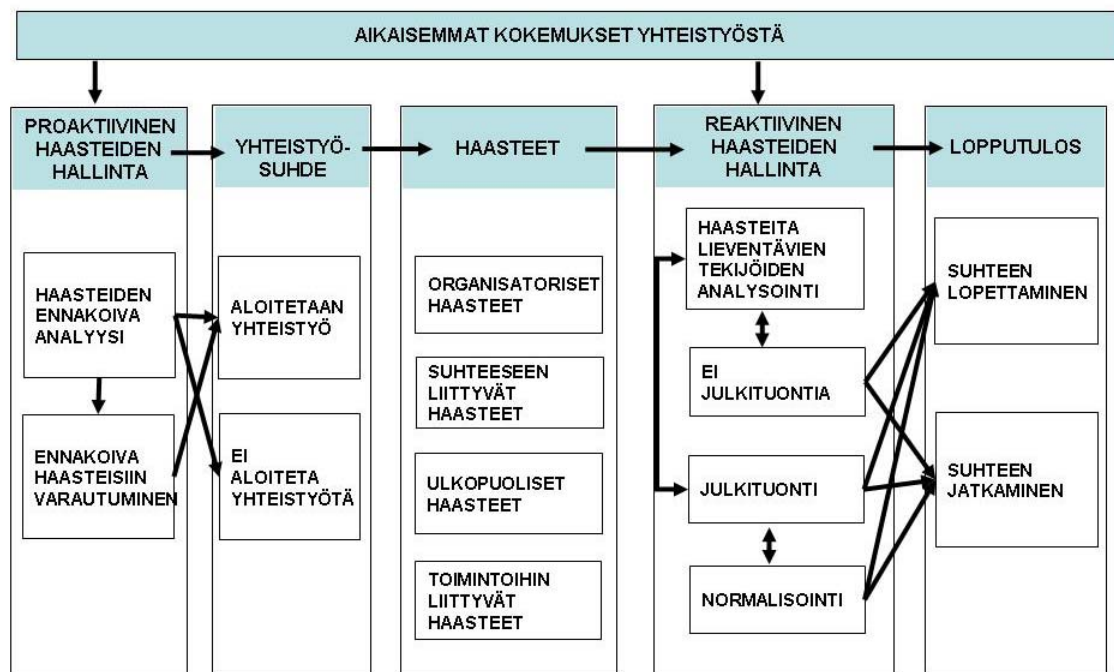 AIKAISEMMAT KOKEMUKSET YHTEISTYÖSTÄ
PROAKTIIVINEN
HAASTEIDEN
HALLINTA
YHTEISTYÖ-
SUHDE
HAASTEET
REAKTIIVINEN
HAASTEIDEN
HALLINTA
LOPPUTULOS
HAASTEIDEN
ENNAKOIVA
ANALYYSI
ENNAKOIVA
HAASTEISIIN
VARAUTUMINEN
ALOITETAAN
YHTEISTYÖ
EI
ALOITETA
YHTEISTYÖTÄ
ORGANISATORISET
HAASTEET
SUHTEESEEN
LIITTYVÄT
HAASTEET
ULKOPUOLISET
HAASTEET
TOIMINTOIHIN
LIITTYVÄT
HAASTEET
HAASTEITA
LIEVENTÄVIEN
TEKIJÖIDEN
ANALYSOINTI
EI
JULKITUONTIA
JULKITUONTI
NORMALISOINTI
SUHTEEN
LOPETTAMINEN
SUHTEEN
JATKAMINEN